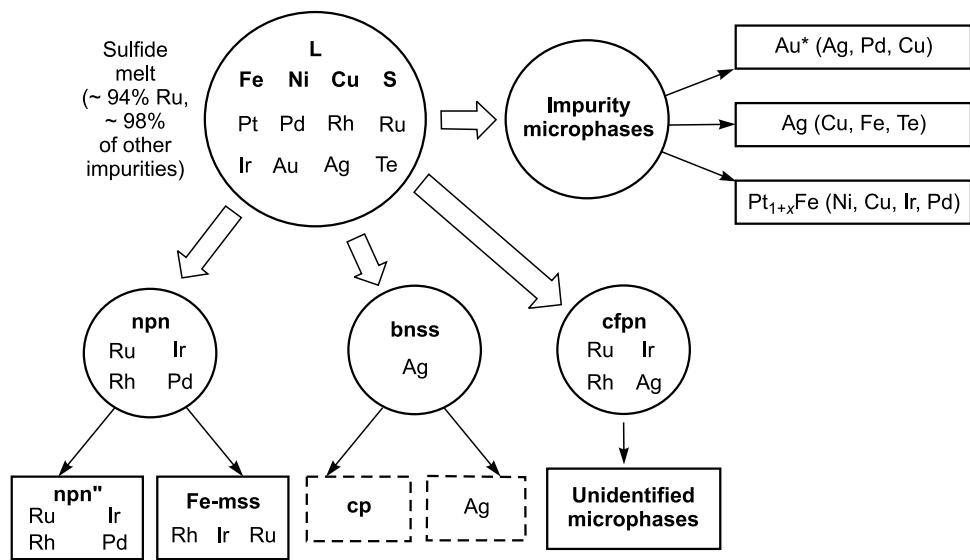 Sulfide
melt
(~ 94% Ru,
~ 98%
of other
impurities)
L
Fe Ni Cu S
Pt Pd Rh Ru
Ir Au Ag Te
Impurity
microphases
Au* (Ag, Pd, Cu)
Ag (Cu, Fe, Te)
Pt1+xFe (Ni, Cu, Ir, Pd)
npn
Ru Ir
Rh Pd
bnss
Ag
cfpn
Ru Ir
Rh Ag
npn"
Ru Ir
Rh Pd
Fe-mss
Rh Ir Ru
cp
Ag
Unidentified
microphases